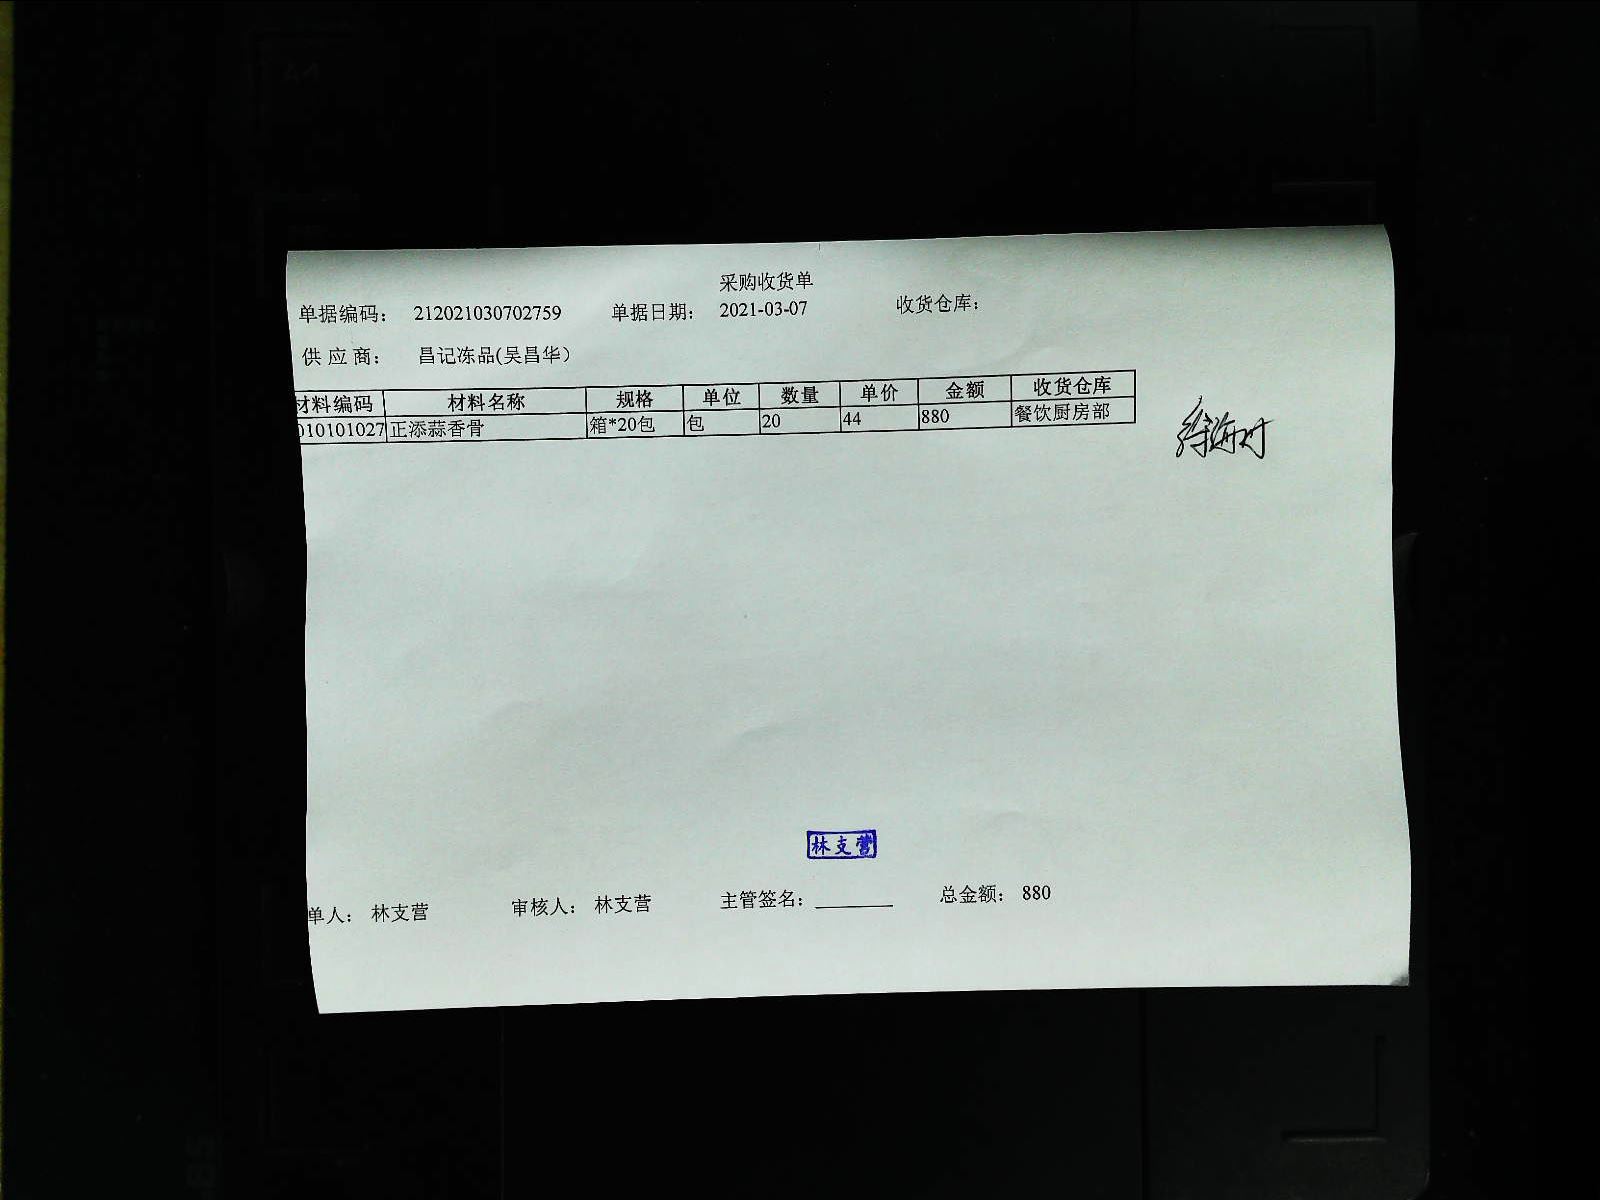 采购收货单
单据编码： 212021030702759 单据日期： 2021-03-07 收货仓库：
供 应 商： 昌记冻品(吴昌华）
材料编码 材料名称 规格 单位 数量 单价 金额 收货仓库
010101027 正添蒜香骨 箱*20包 包 20 44 880 餐饮厨房部
林支营
单人： 林支营 审核人： 林支营 主管签名： 总金额： 880